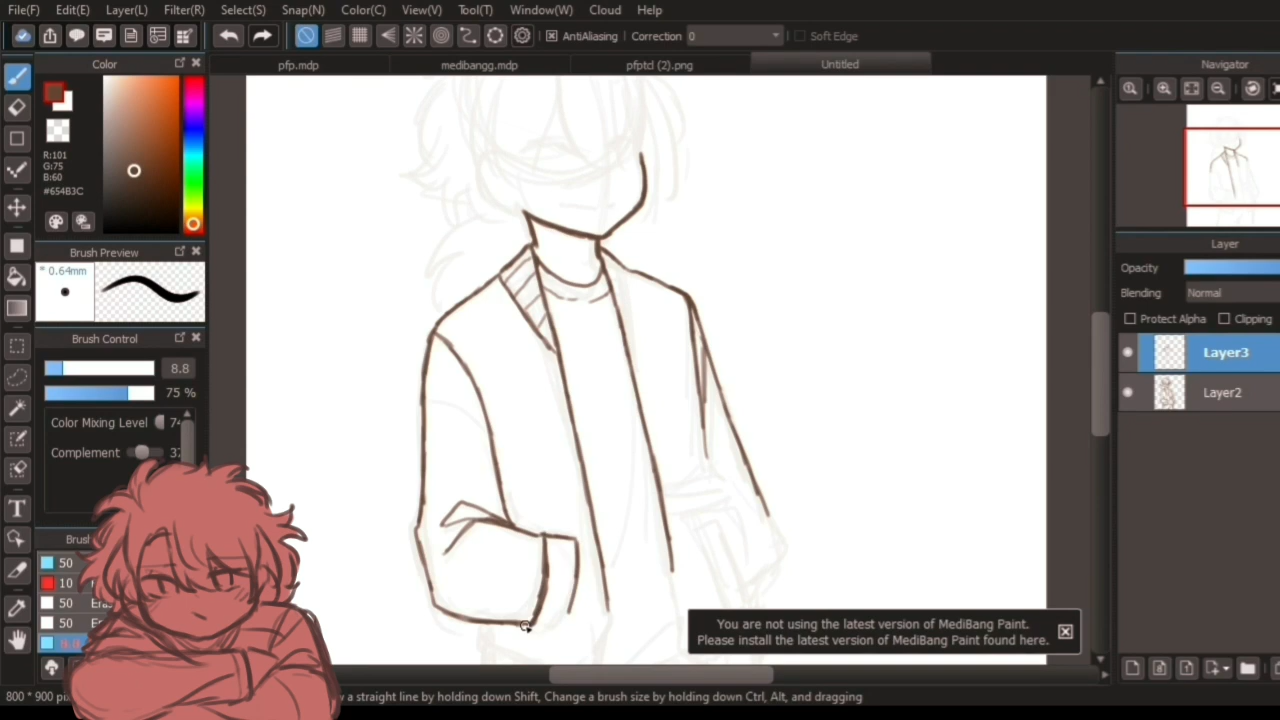 File(F) Edit(E) Layer(L) Filter(R) Select(S) Snap(N) Color(C) View(V) Tool(T) Window(W) Cloud Help
AntiAliasing Correction 0 Soft Edge
Color
pfp.mdp medibangg.mdp pfptcl (2).png Untitled
Navigator
R:101
G:75
B:60
#654B3C
Brush Preview
* 0.64mm
Layer
Opacity
Blending Normal
Protect Alpha Clipping
Brush Control
8.8
75 %
Layer3
Layer2
Color Mixing Level
Complement
50
10
50
50
You are not using the latest version of MediBang Paint.
Please install the latest version of MediBang Paint found here.
800 * 900 a straight line by holding down Shift, Change a brush size by holding down Ctrl, Alt, and dragging